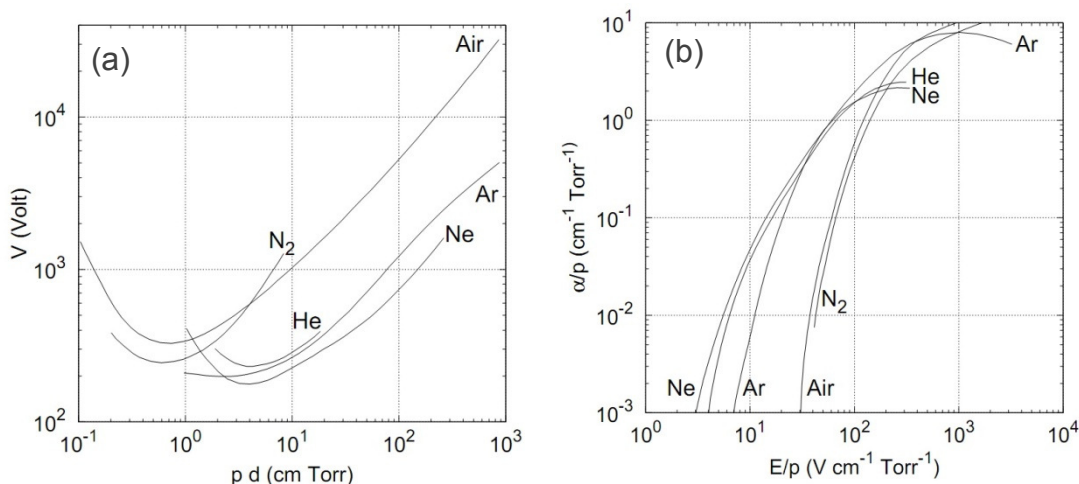 (a)
V (Volt)
10^4
10^3
10^2
10^-1
10^0
10^1
10^2
10^3
p d (cm Torr)
Air
N_2
Ar
Ne
He
(b)
α/p (cm^-1 Torr^-1)
10^1
10^0
10^-1
10^-2
10^-3
10^0
10^1
10^2
10^3
10^4
E/p (V cm^-1 Torr^-1)
Ar
He
Ne
N_2
Ne
Ar
Air